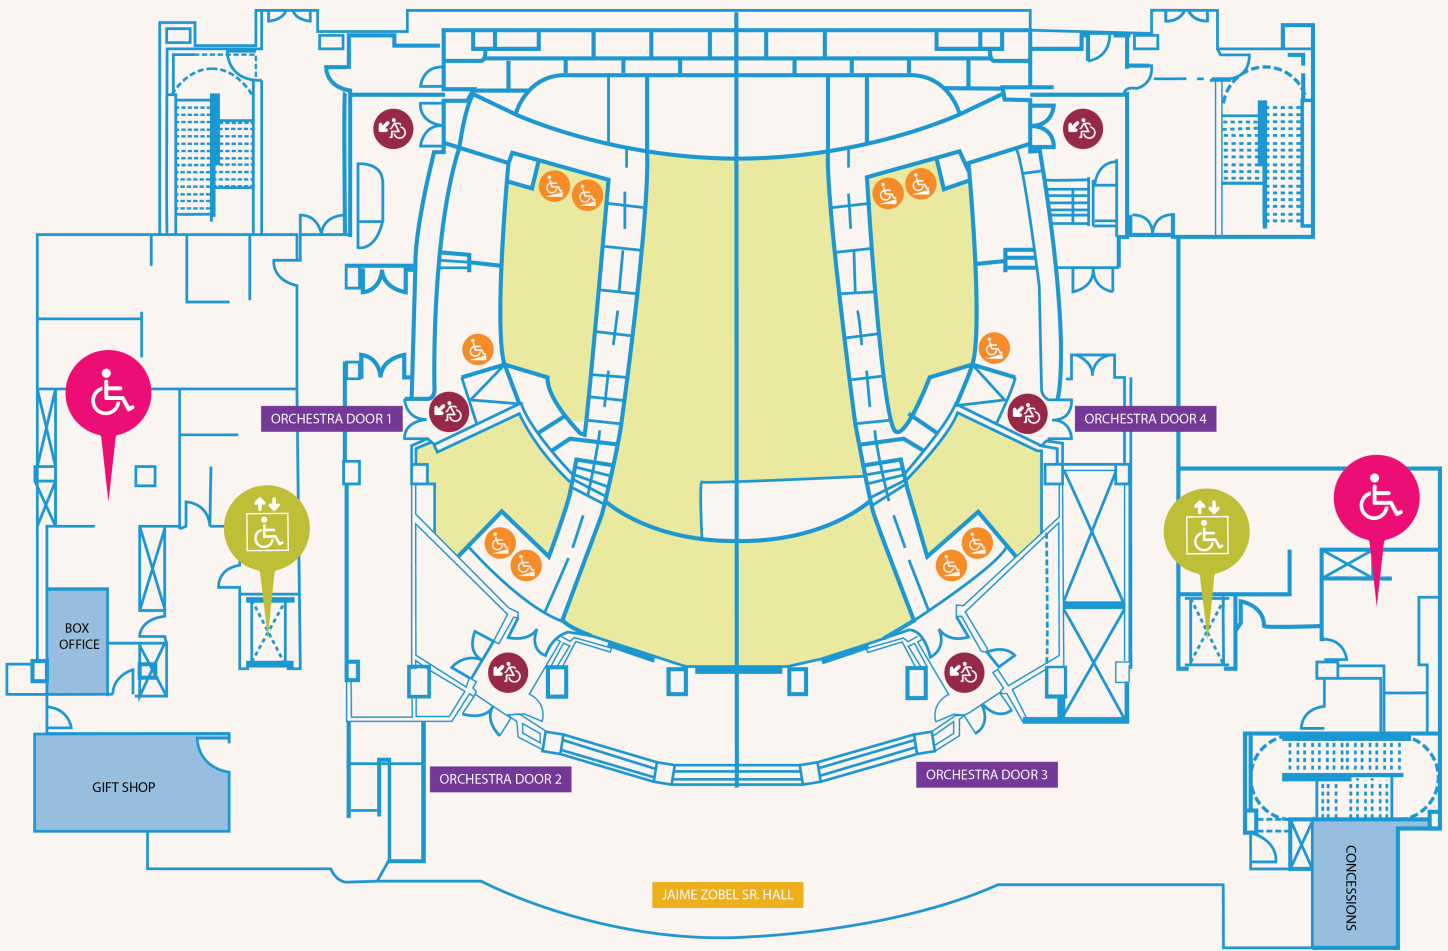 ORCHESTRA DOOR 1
ORCHESTRA DOOR 4
BOX
OFFICE
GIFT SHOP
ORCHESTRA DOOR 2
ORCHESTRA DOOR 3
CONCESSIONS
JAIME ZOBEL SR. HALL